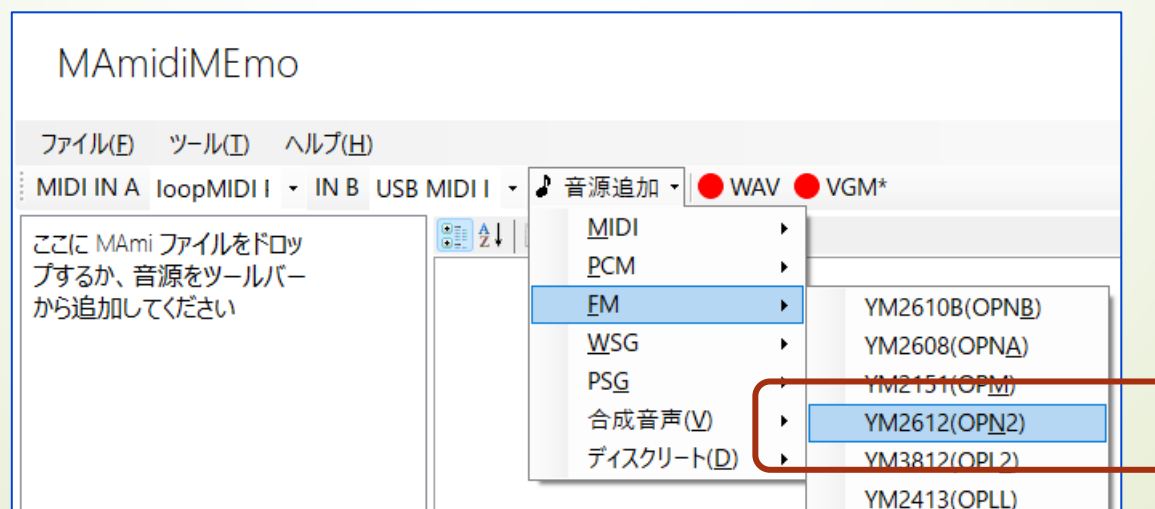 MAmidiMEmo
ファイル(F) ツール(T) ヘルプ(H)
MIDI IN A loopMIDI IN B USB MIDI I 音源追加 WAV VGM*
ここに MAmi ファイルをドロッ
プするか、音源をツールバー
から追加してください
MIDI
PCM
FM
WSG
PSG
合成音声(V)
ディスクリート(D)
YM2610B(OPNB)
YM2608(OPNA)
YM2151(OPM)
YM2612(OPN2)
YM3812(OPL2)
YM2413(OPLL)